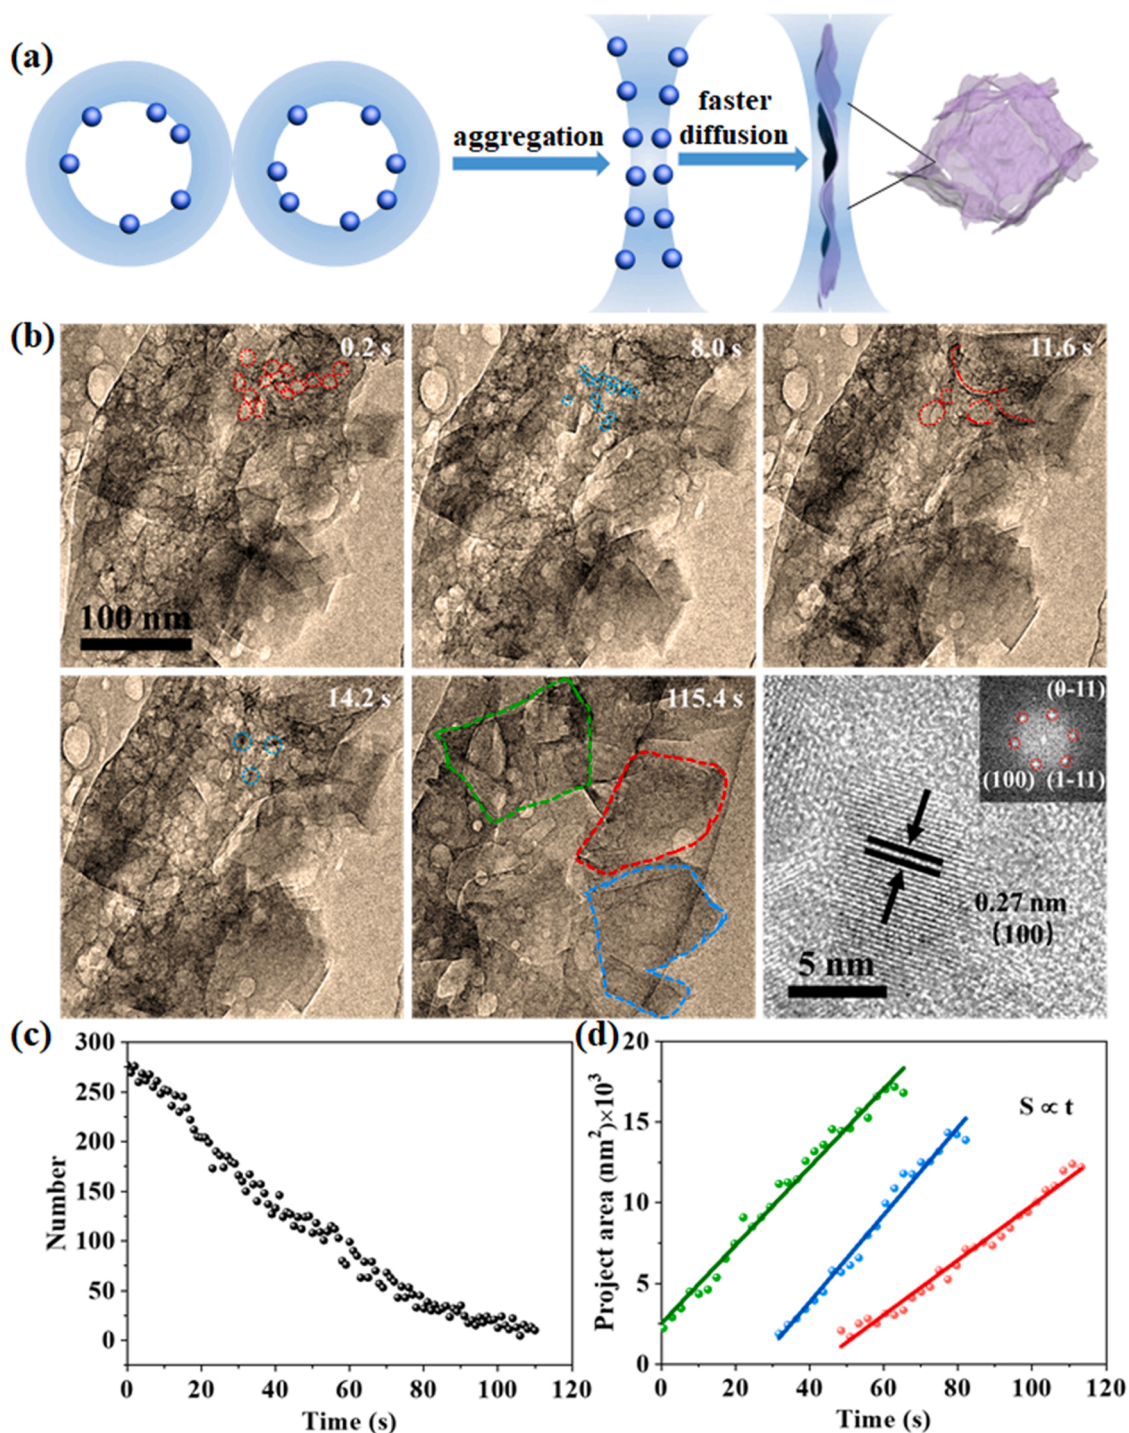 (a)
aggregation
faster
diffusion
(b)
0.2 s
8.0 s
11.6 s
100 nm
14.2 s
115.4 s
(0-11)
(100) (1-11)
0.27 nm
(100)
5 nm
(c)
300
250
200
150
100
50
0
Number
0 20 40 60 80 100 120
Time (s)
(d)
20
15
10
5
0
Project area (nm²)×10³
S ∝ t
0 20 40 60 80 100 120
Time (s)